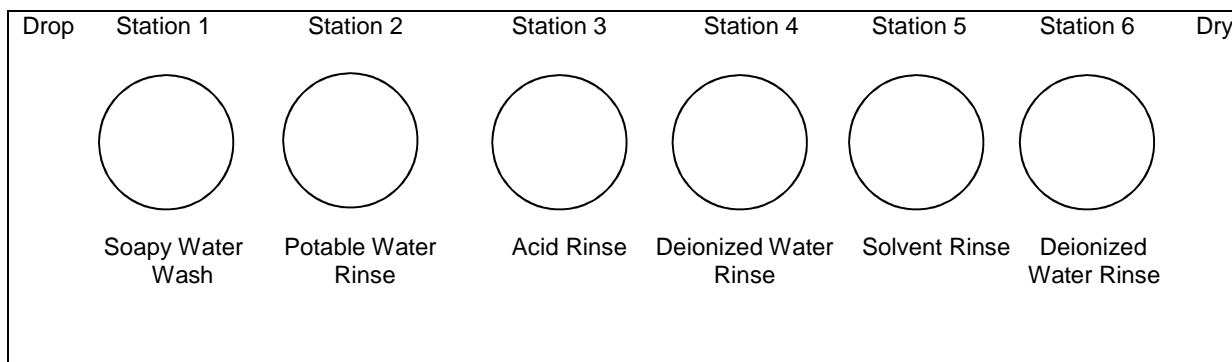 Drop Station 1 Station 2 Station 3 Station 4 Station 5 Station 6 Dry
Soapy Water Wash
Potable Water Rinse
Acid Rinse
Deionized Water Rinse
Solvent Rinse
Deionized Water Rinse